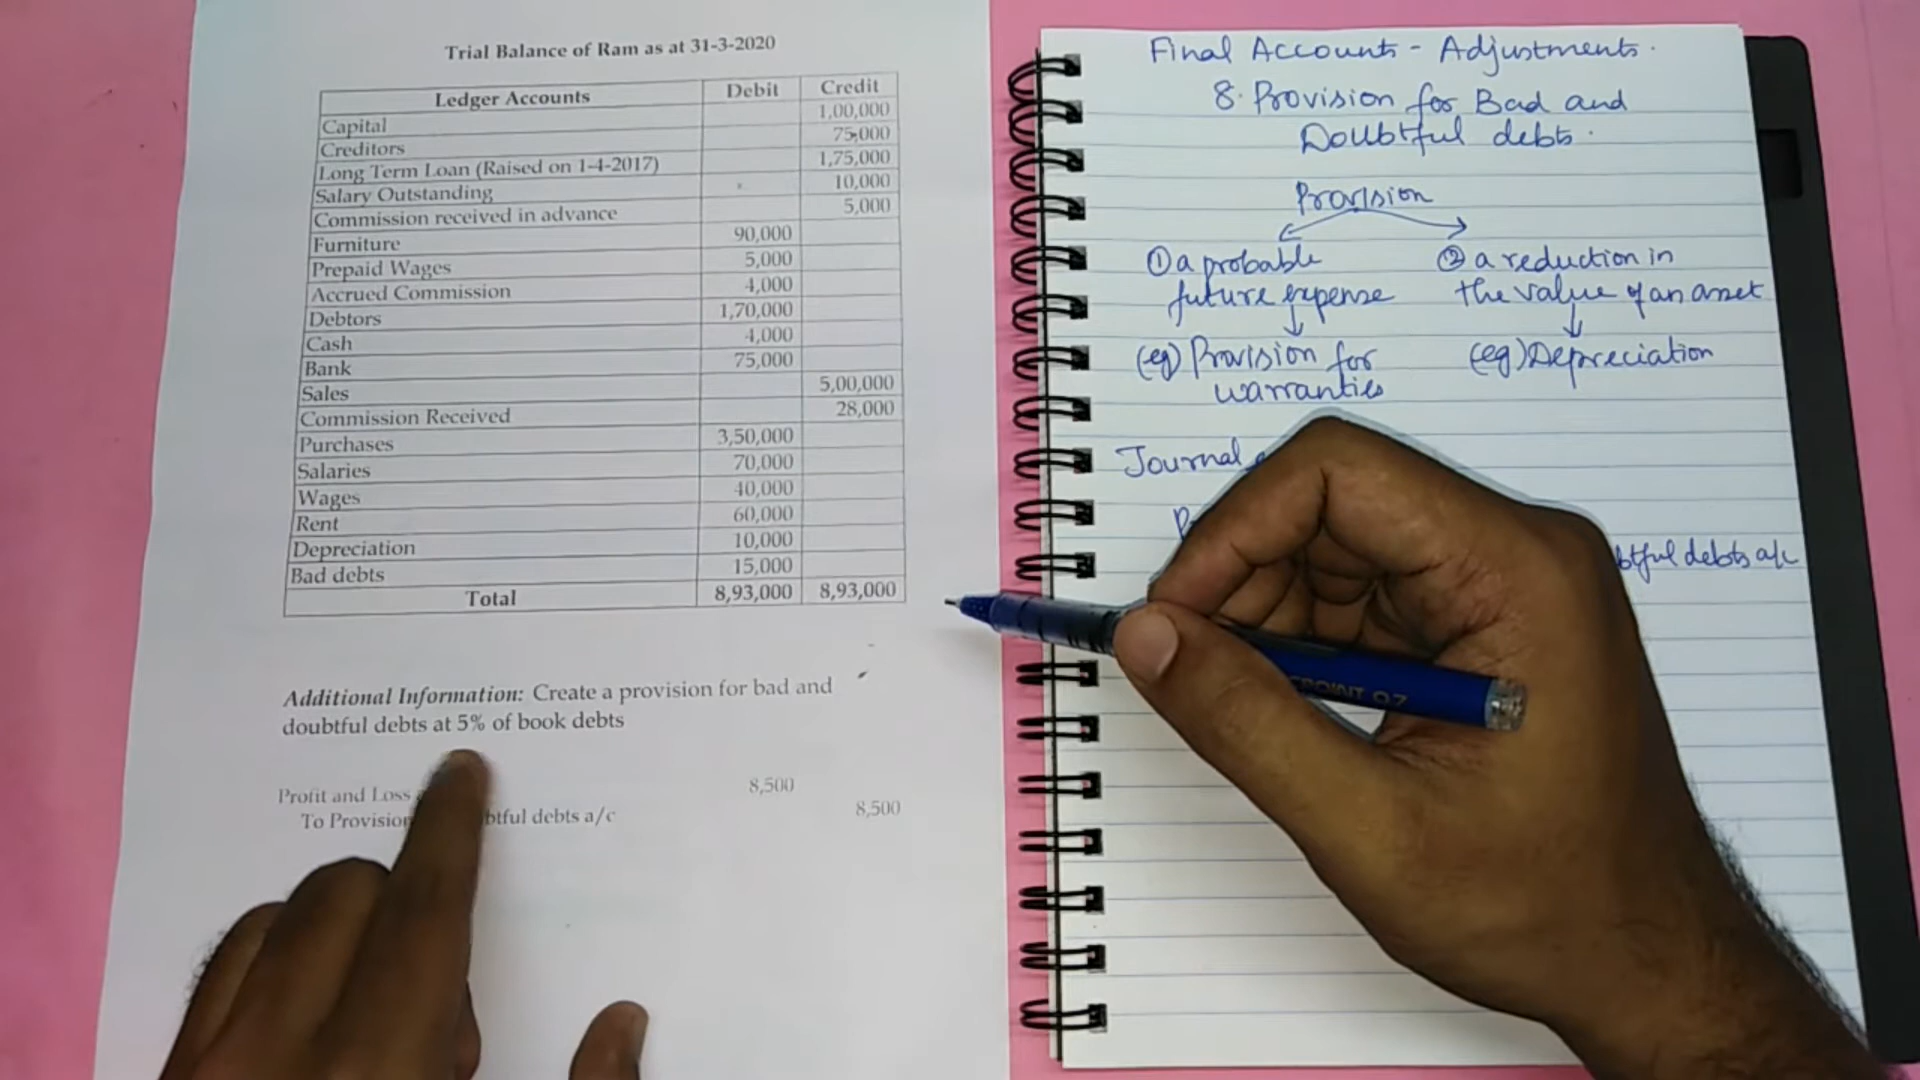 Trial Balance of Ram as at 31-3-2020
Ledger Accounts Debit Credit
Capital 1,00,000
Creditors 75,000
Long Term Loan (Raised on 1-4-2017) 1,75,000
Salary Outstanding 10,000
Commission received in advance 5,000
Furniture 90,000
Prepaid Wages 5,000
Accrued Commission 4,000
Debtors 1,70,000
Cash 4,000
Bank 75,000
Sales 5,00,000
Commission Received 28,000
Purchases 3,50,000
Salaries 70,000
Wages 40,000
Rent 60,000
Depreciation 10,000
Bad debts 15,000
Total 8,93,000 8,93,000
Additional Information: Create a provision for bad and
doubtful debts at 5% of book debts
Profit and Loss 8,500
To Provision btful debts a/c 8,500
Final Accounts - Adjustments.
8. Provision for Bad and
Doubtful debts.
Provision
① a probable
future expense
(eg) Provision for
warranties
② a reduction in
the value of an asset
(eg) Depreciation
Journal
btful debts a/c
POINT 0.7